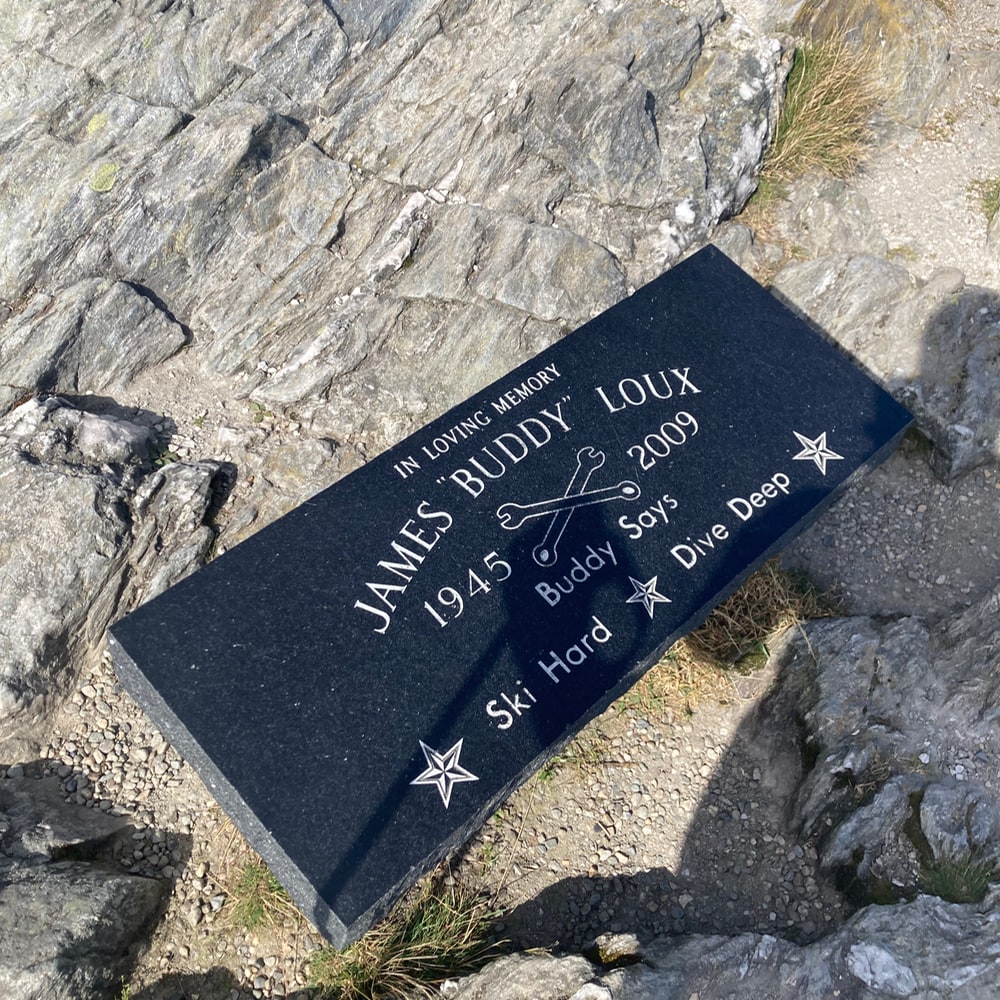 IN LOVING MEMORY
JAMES "BUDDY" LOUX
1945 2009
Buddy Says
Ski Hard Dive Deep